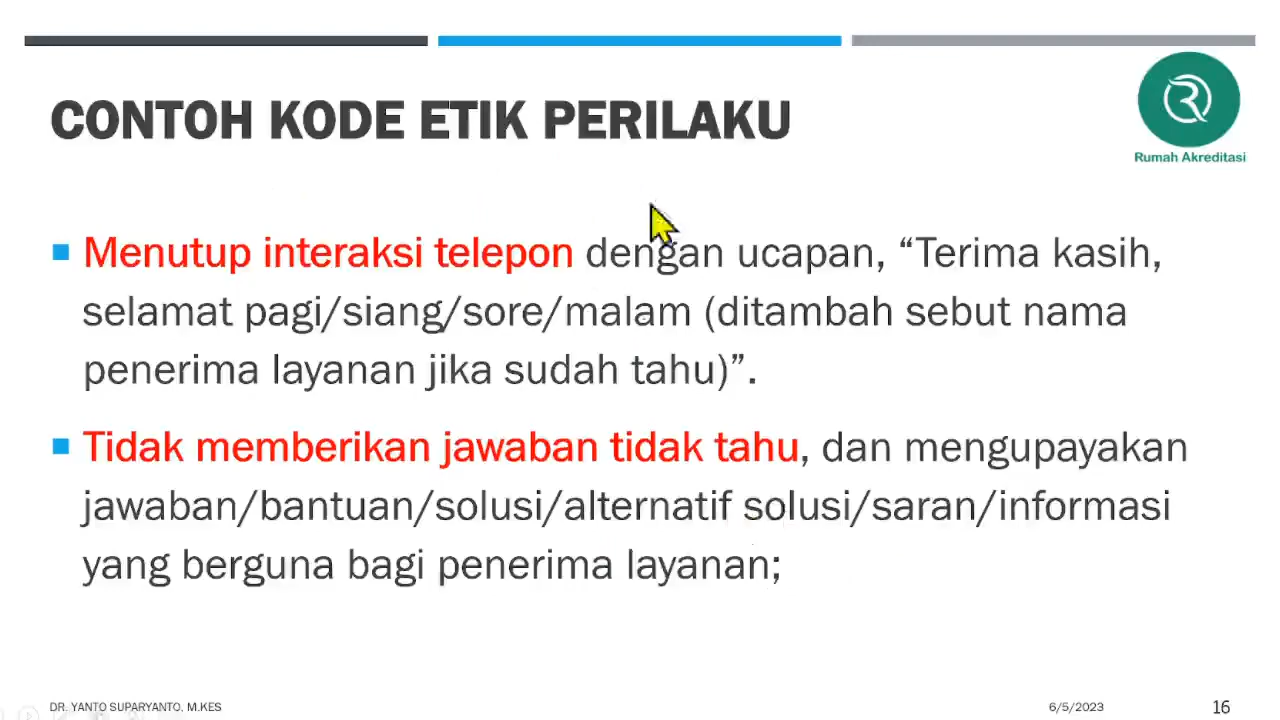 CONTOH KODE ETIK PERILAKU
Rumah Akreditasi
Menutup interaksi telepon dengan ucapan, “Terima kasih,
selamat pagi/siang/sore/malam (ditambah sebut nama
penerima layanan jika sudah tahu)”.
Tidak memberikan jawaban tidak tahu, dan mengupayakan
jawaban/bantuan/solusi/alternatif solusi/saran/informasi
yang berguna bagi penerima layanan;
DR. YANTO SUPARYANTO, M.KES
6/5/2023
16